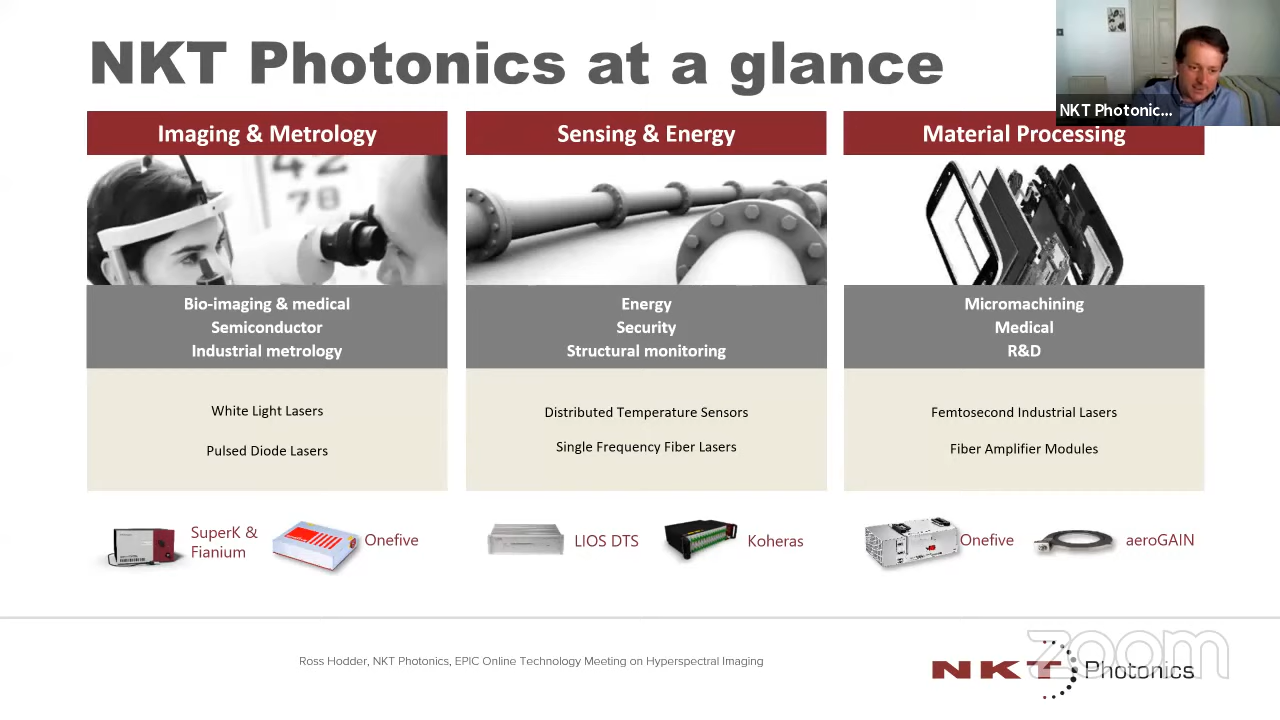 NKT Photonics at a glance
NKT Photonic...
Imaging & Metrology
42
78
Bio-imaging & medical
Semiconductor
Industrial metrology
White Light Lasers
Pulsed Diode Lasers
SuperK &
Fianium
Onefive
Sensing & Energy
Energy
Security
Structural monitoring
Distributed Temperature Sensors
Single Frequency Fiber Lasers
LIOS DTS
Koheras
Material Processing
Micromachining
Medical
R&D
Femtosecond Industrial Lasers
Fiber Amplifier Modules
Onefive
aeroGAIN
Ross Hodder, NKT Photonics, EPIC Online Technology Meeting on Hyperspectral Imaging
NKT Photonics
zoom